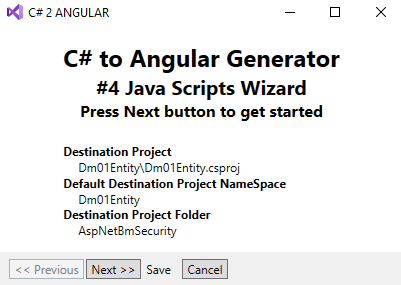 C# 2 ANGULAR
C# to Angular Generator
#4 Java Scripts Wizard
Press Next button to get started
Destination Project
Dm01Entity\Dm01Entity.csproj
Default Destination Project NameSpace
Dm01Entity
Destination Project Folder
AspNetBmSecurity
<< Previous Next >> Save Cancel